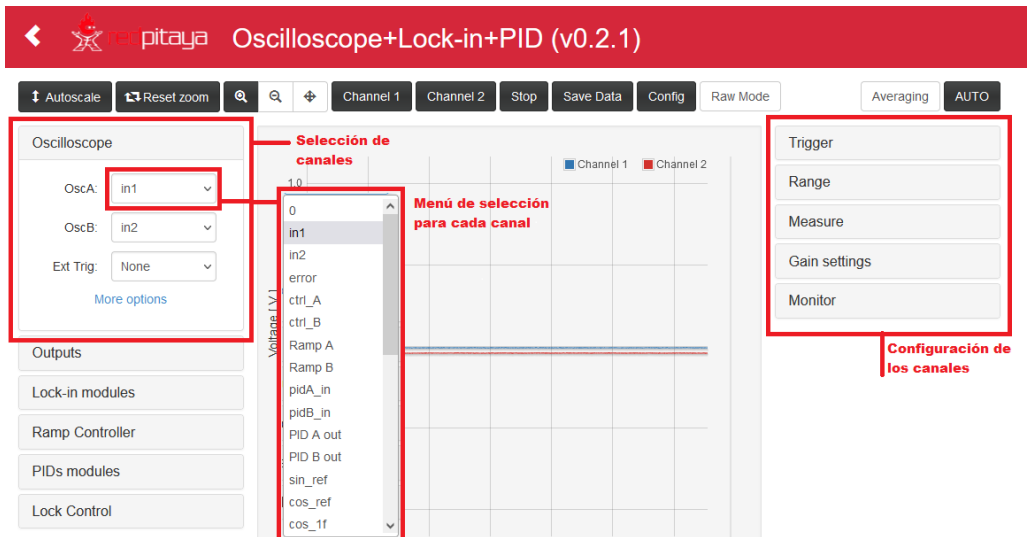 redpitaya Oscilloscope+Lock-in+PID (v0.2.1)
Autoscale Reset zoom Channel 1 Channel 2 Stop Save Data Config Raw Mode Averaging AUTO
Oscilloscope
OscA: in1
OscB: in2
Ext Trig: None
More options
Outputs
Lock-in modules
Ramp Controller
PIDs modules
Lock Control
Selección de
canales
Channel 1 Channel 2
1.0
Voltage [ V ]
0
in1
in2
error
ctrl_A
ctrl_B
Ramp A
Ramp B
pidA_in
pidB_in
PID A out
PID B out
sin_ref
cos_ref
cos_1f
Menú de selección
para cada canal
Trigger
Range
Measure
Gain settings
Monitor
Configuración de
los canales